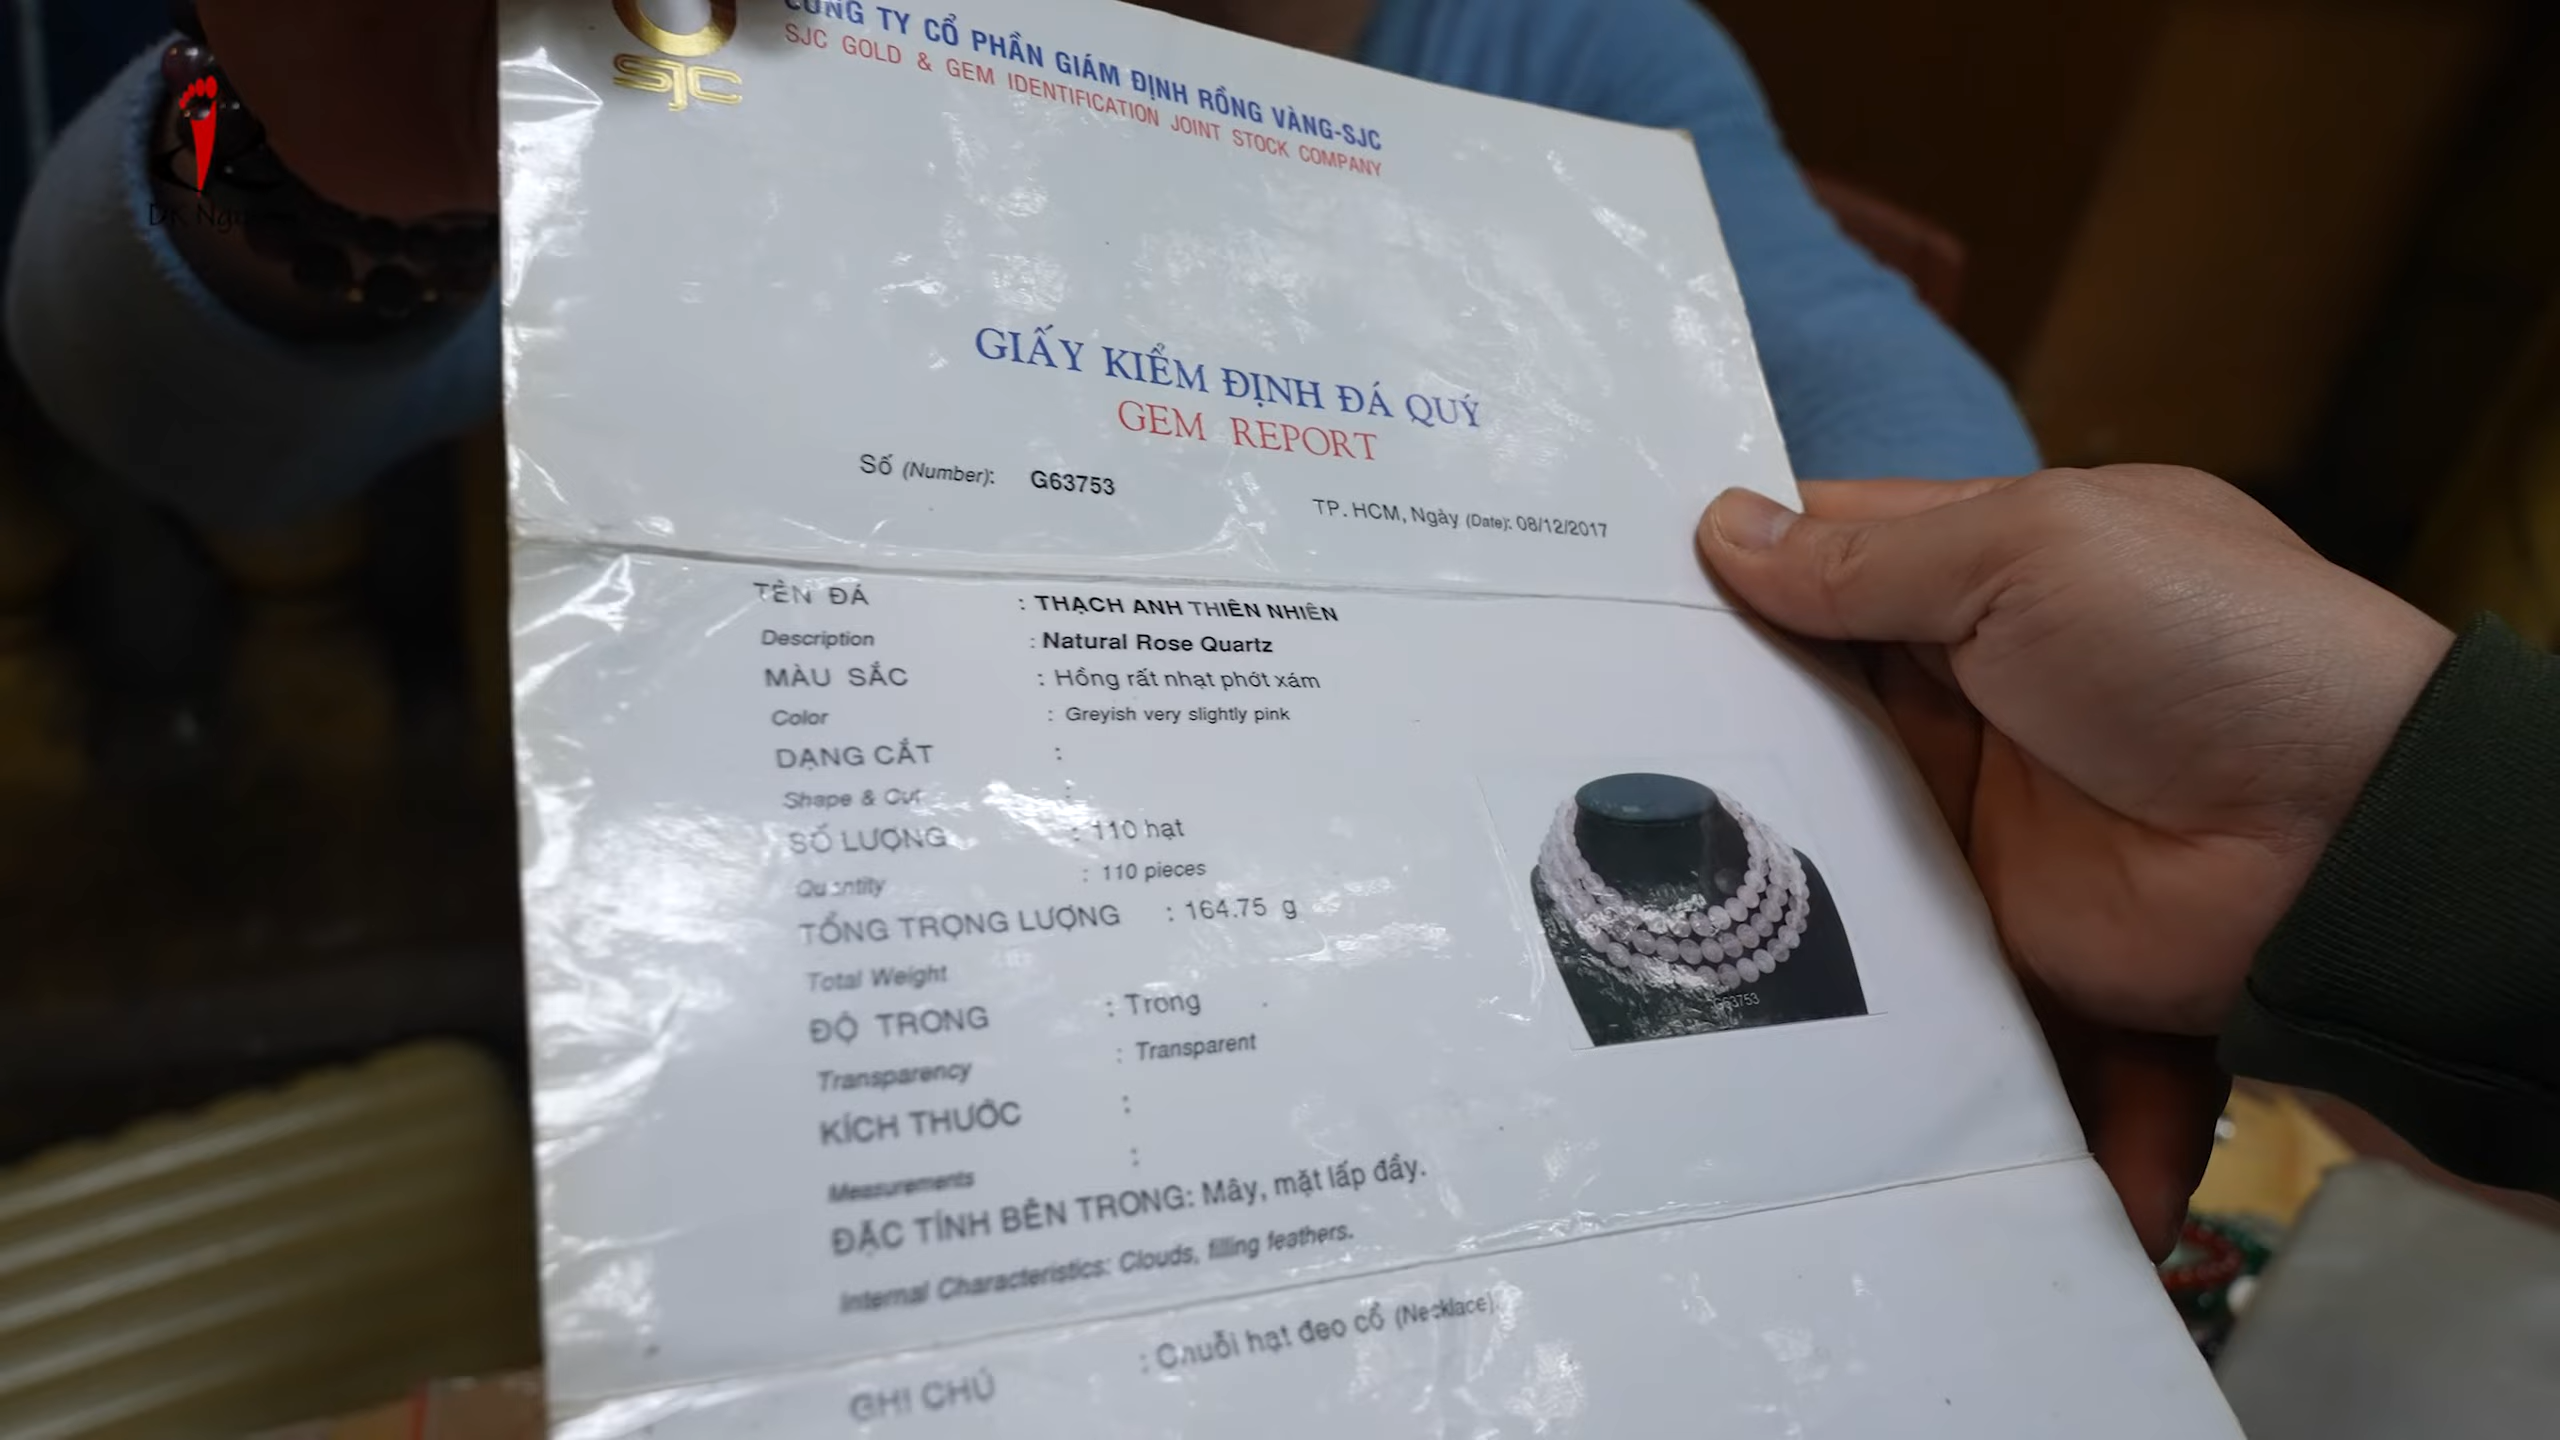 SJC
CÔNG TY CỔ PHẦN GIÁM ĐỊNH RỒNG VÀNG-SJC
SJC GOLD & GEM IDENTIFICATION JOINT STOCK COMPANY
GIẤY KIỂM ĐỊNH ĐÁ QUÝ
GEM REPORT
Số (Number): G63753
TP. HCM, Ngày (Date): 08/12/2017
TÊN ĐÁ : THẠCH ANH THIÊN NHIÊN
Description : Natural Rose Quartz
MÀU SẮC : Hồng rất nhạt phớt xám
Color : Greyish very slightly pink
DẠNG CẮT :
Shape & Cut :
SỐ LƯỢNG : 110 hạt
Quantity : 110 pieces
TỔNG TRỌNG LƯỢNG : 164.75 g
Total Weight
ĐỘ TRONG : Trong
Transparency : Transparent
KÍCH THƯỚC :
Measurements :
ĐẶC TÍNH BÊN TRONG: Mây, mặt lấp đầy.
Internal Characteristics: Clouds, filling feathers.
GHI CHÚ : Chuỗi hạt đeo cổ (Necklace).
G63753